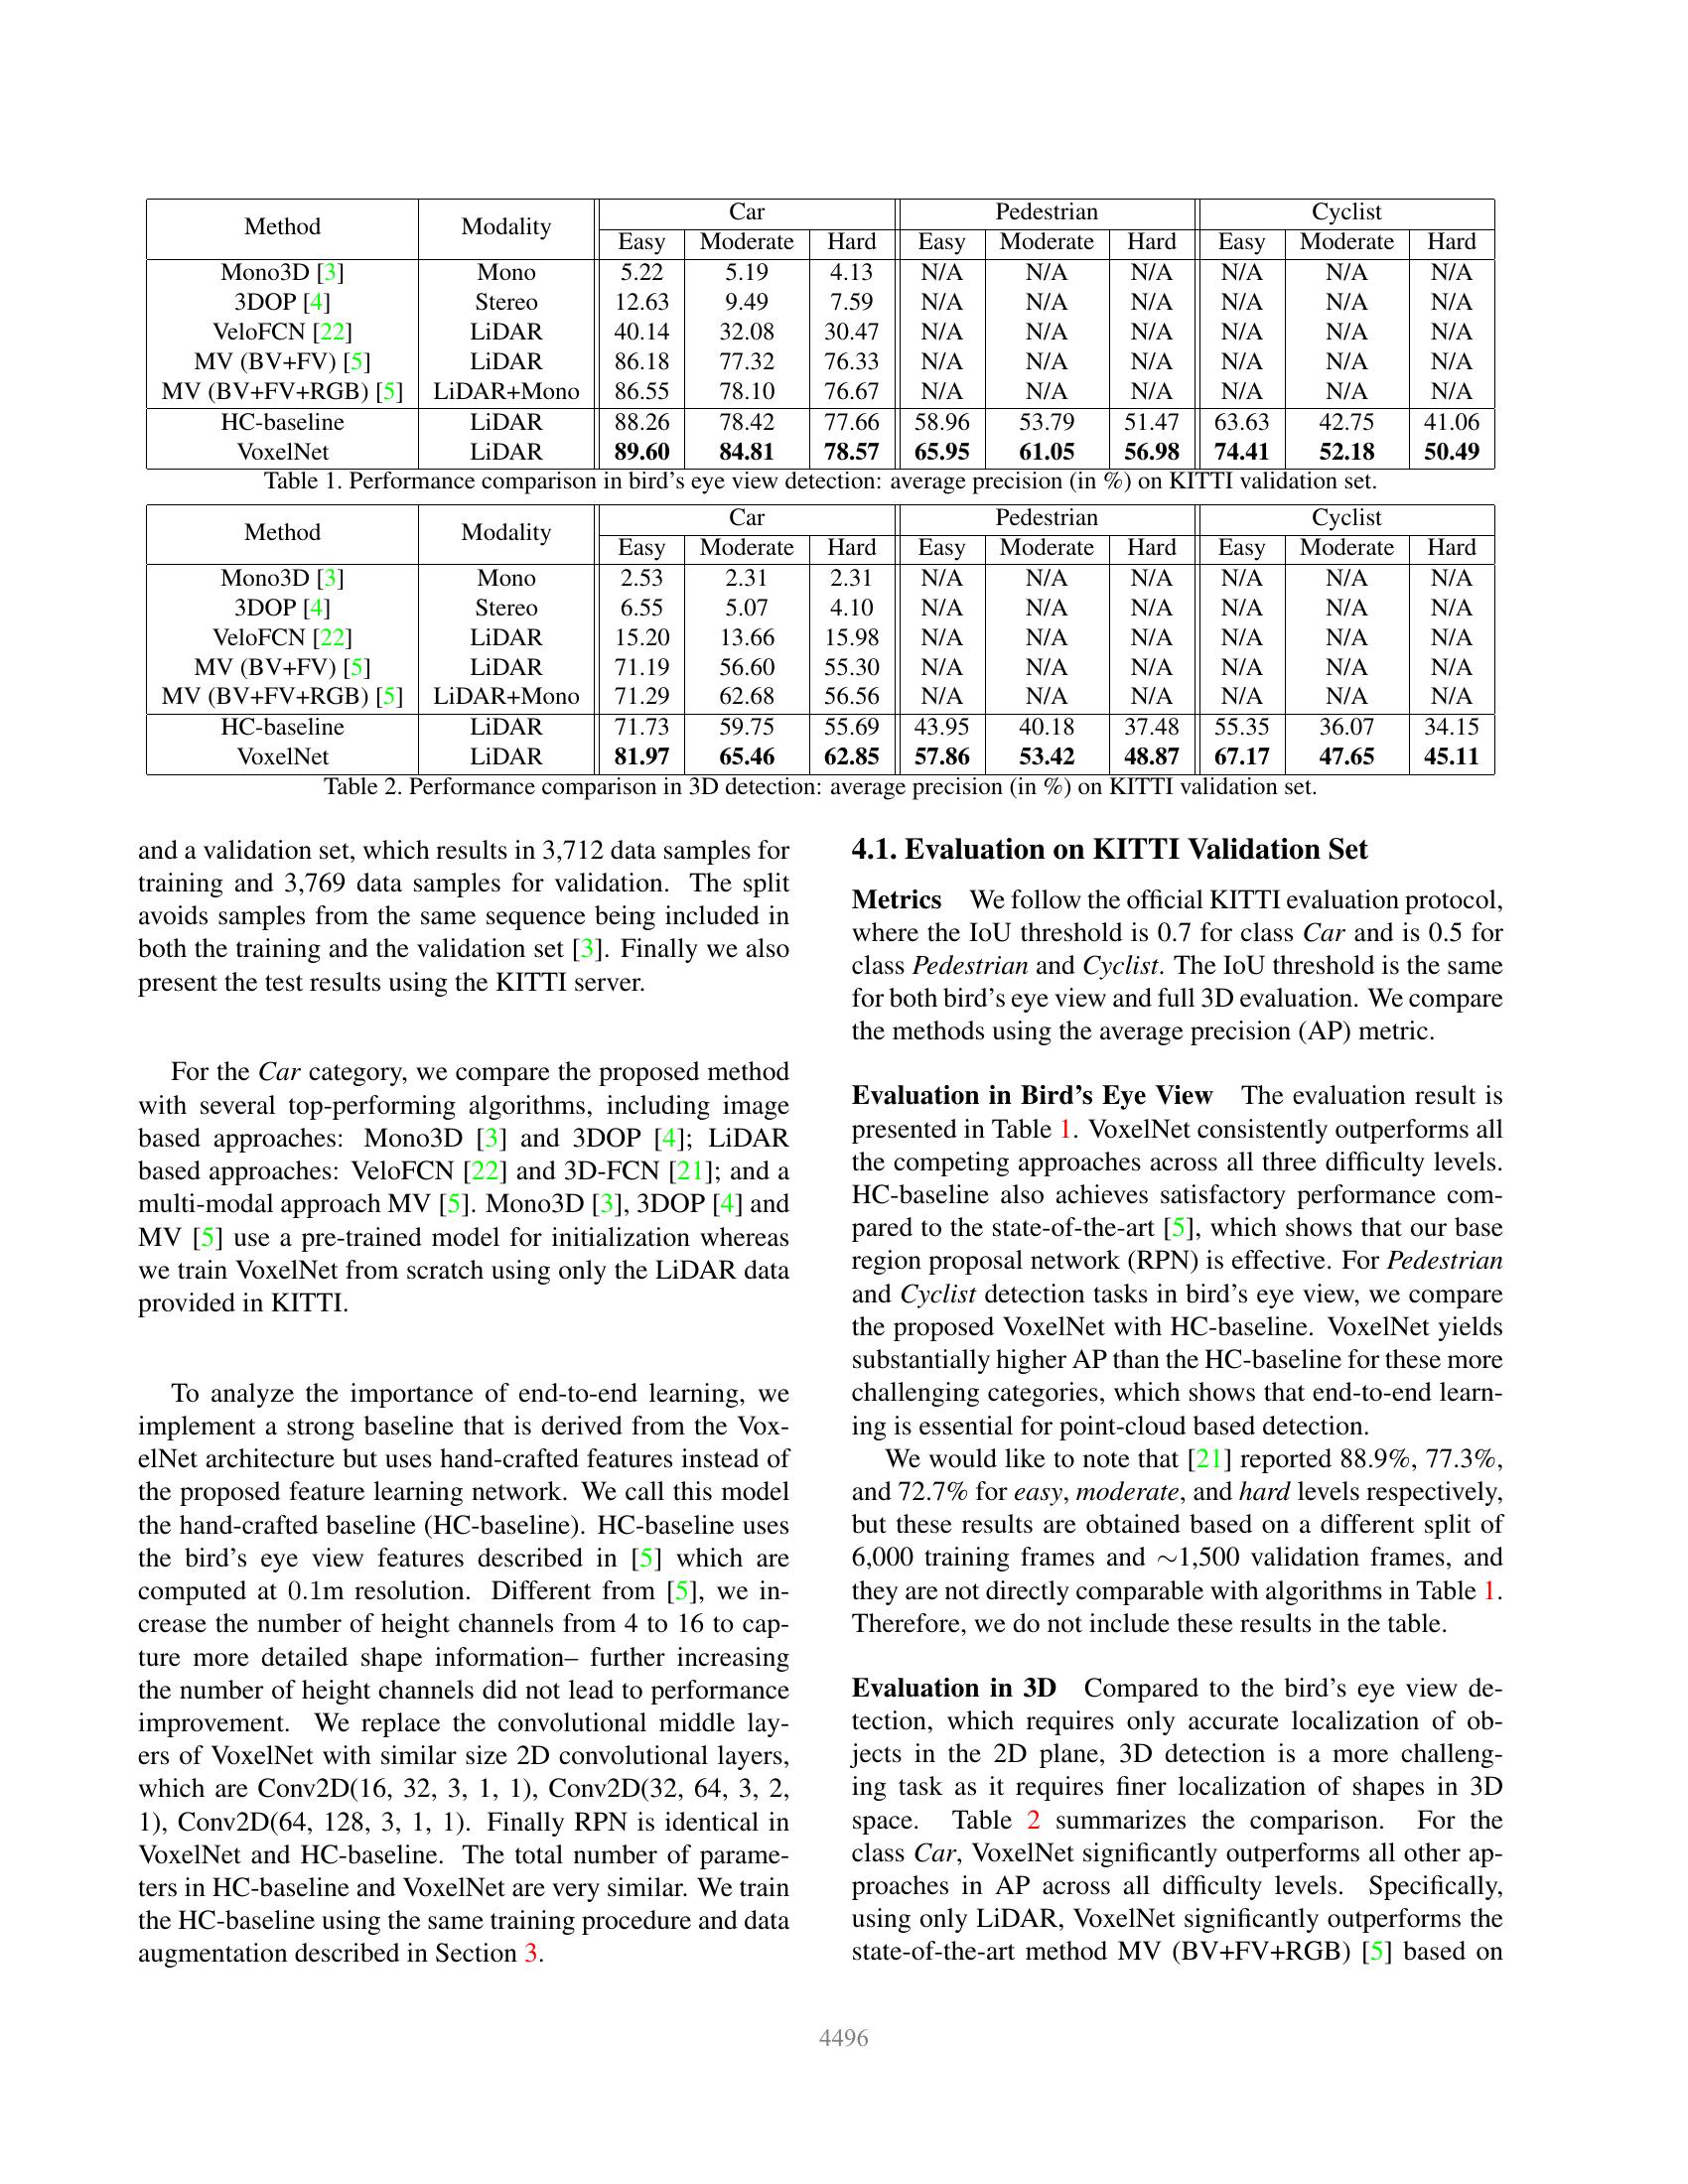 Method Modality Car Pedestrian Cyclist
Easy Moderate Hard Easy Moderate Hard Easy Moderate Hard
Mono3D [3] Mono 5.22 5.19 4.13 N/A N/A N/A N/A N/A N/A
3DOP [4] Stereo 12.63 9.49 7.59 N/A N/A N/A N/A N/A N/A
VeloFCN [22] LiDAR 40.14 32.08 30.47 N/A N/A N/A N/A N/A N/A
MV (BV+FV) [5] LiDAR 86.18 77.32 76.33 N/A N/A N/A N/A N/A N/A
MV (BV+FV+RGB) [5] LiDAR+Mono 86.55 78.10 76.67 N/A N/A N/A N/A N/A N/A
HC-baseline LiDAR 88.26 78.42 77.66 58.96 53.79 51.47 63.63 42.75 41.06
VoxelNet LiDAR 89.60 84.81 78.57 65.95 61.05 56.98 74.41 52.18 50.49
Table 1. Performance comparison in bird's eye view detection: average precision (in %) on KITTI validation set.
Method Modality Car Pedestrian Cyclist
Easy Moderate Hard Easy Moderate Hard Easy Moderate Hard
Mono3D [3] Mono 2.53 2.31 2.31 N/A N/A N/A N/A N/A N/A
3DOP [4] Stereo 6.55 5.07 4.10 N/A N/A N/A N/A N/A N/A
VeloFCN [22] LiDAR 15.20 13.66 15.98 N/A N/A N/A N/A N/A N/A
MV (BV+FV) [5] LiDAR 71.19 56.60 55.30 N/A N/A N/A N/A N/A N/A
MV (BV+FV+RGB) [5] LiDAR+Mono 71.29 62.68 56.56 N/A N/A N/A N/A N/A N/A
HC-baseline LiDAR 71.73 59.75 55.69 43.95 40.18 37.48 55.35 36.07 34.15
VoxelNet LiDAR 81.97 65.46 62.85 57.86 53.42 48.87 67.17 47.65 45.11
Table 2. Performance comparison in 3D detection: average precision (in %) on KITTI validation set.
and a validation set, which results in 3,712 data samples for
training and 3,769 data samples for validation. The split
avoids samples from the same sequence being included in
both the training and the validation set [3]. Finally we also
present the test results using the KITTI server.
For the Car category, we compare the proposed method
with several top-performing algorithms, including image
based approaches: Mono3D [3] and 3DOP [4]; LiDAR
based approaches: VeloFCN [22] and 3D-FCN [21]; and a
multi-modal approach MV [5]. Mono3D [3], 3DOP [4] and
MV [5] use a pre-trained model for initialization whereas
we train VoxelNet from scratch using only the LiDAR data
provided in KITTI.
To analyze the importance of end-to-end learning, we
implement a strong baseline that is derived from the Vox-
elNet architecture but uses hand-crafted features instead of
the proposed feature learning network. We call this model
the hand-crafted baseline (HC-baseline). HC-baseline uses
the bird's eye view features described in [5] which are
computed at 0.1m resolution. Different from [5], we in-
crease the number of height channels from 4 to 16 to cap-
ture more detailed shape information– further increasing
the number of height channels did not lead to performance
improvement. We replace the convolutional middle lay-
ers of VoxelNet with similar size 2D convolutional layers,
which are Conv2D(16, 32, 3, 1, 1), Conv2D(32, 64, 3, 2,
1), Conv2D(64, 128, 3, 1, 1). Finally RPN is identical in
VoxelNet and HC-baseline. The total number of parame-
ters in HC-baseline and VoxelNet are very similar. We train
the HC-baseline using the same training procedure and data
augmentation described in Section 3.
4.1. Evaluation on KITTI Validation Set
Metrics We follow the official KITTI evaluation protocol,
where the IoU threshold is 0.7 for class Car and is 0.5 for
class Pedestrian and Cyclist. The IoU threshold is the same
for both bird's eye view and full 3D evaluation. We compare
the methods using the average precision (AP) metric.
Evaluation in Bird's Eye View The evaluation result is
presented in Table 1. VoxelNet consistently outperforms all
the competing approaches across all three difficulty levels.
HC-baseline also achieves satisfactory performance com-
pared to the state-of-the-art [5], which shows that our base
region proposal network (RPN) is effective. For Pedestrian
and Cyclist detection tasks in bird's eye view, we compare
the proposed VoxelNet with HC-baseline. VoxelNet yields
substantially higher AP than the HC-baseline for these more
challenging categories, which shows that end-to-end learn-
ing is essential for point-cloud based detection.
We would like to note that [21] reported 88.9%, 77.3%,
and 72.7% for easy, moderate, and hard levels respectively,
but these results are obtained based on a different split of
6,000 training frames and ∼1,500 validation frames, and
they are not directly comparable with algorithms in Table 1.
Therefore, we do not include these results in the table.
Evaluation in 3D Compared to the bird's eye view de-
tection, which requires only accurate localization of ob-
jects in the 2D plane, 3D detection is a more challeng-
ing task as it requires finer localization of shapes in 3D
space. Table 2 summarizes the comparison. For the
class Car, VoxelNet significantly outperforms all other ap-
proaches in AP across all difficulty levels. Specifically,
using only LiDAR, VoxelNet significantly outperforms the
state-of-the-art method MV (BV+FV+RGB) [5] based on
4496